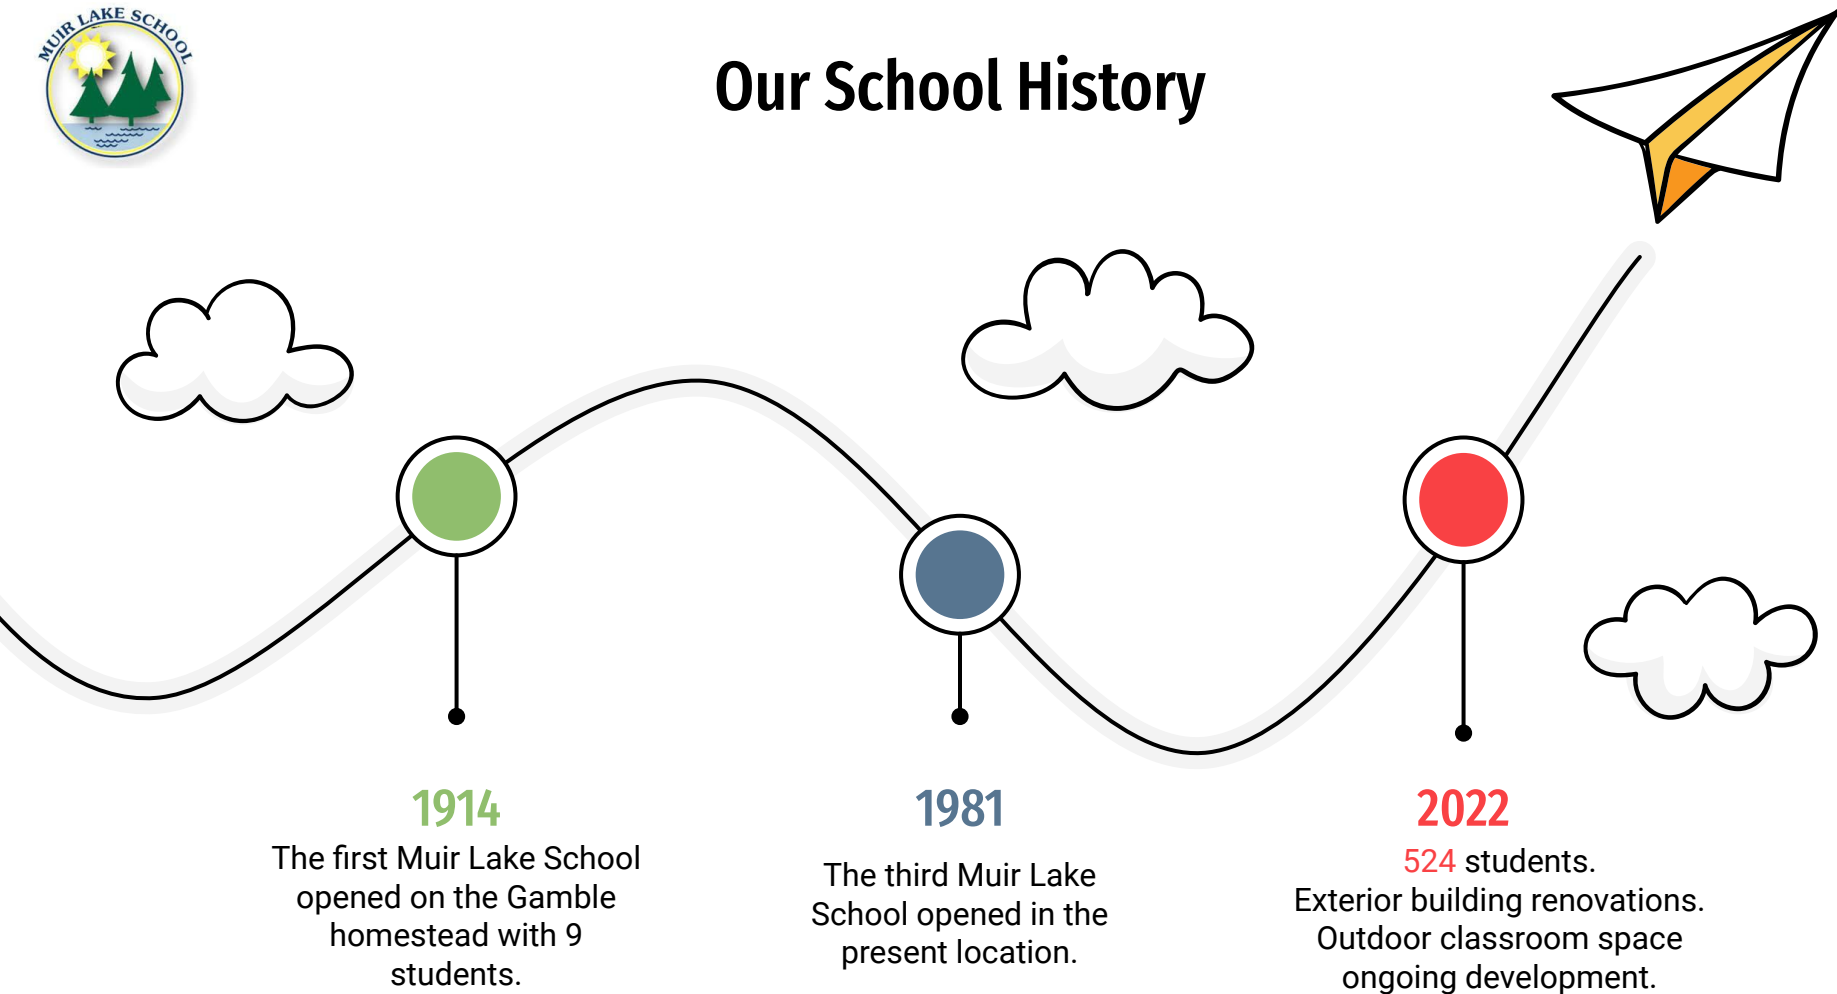 MUIR LAKE SCHOOL
Our School History
1914
The first Muir Lake School
opened on the Gamble
homestead with 9
students.
1981
The third Muir Lake
School opened in the
present location.
2022
524 students.
Exterior building renovations.
Outdoor classroom space
ongoing development.